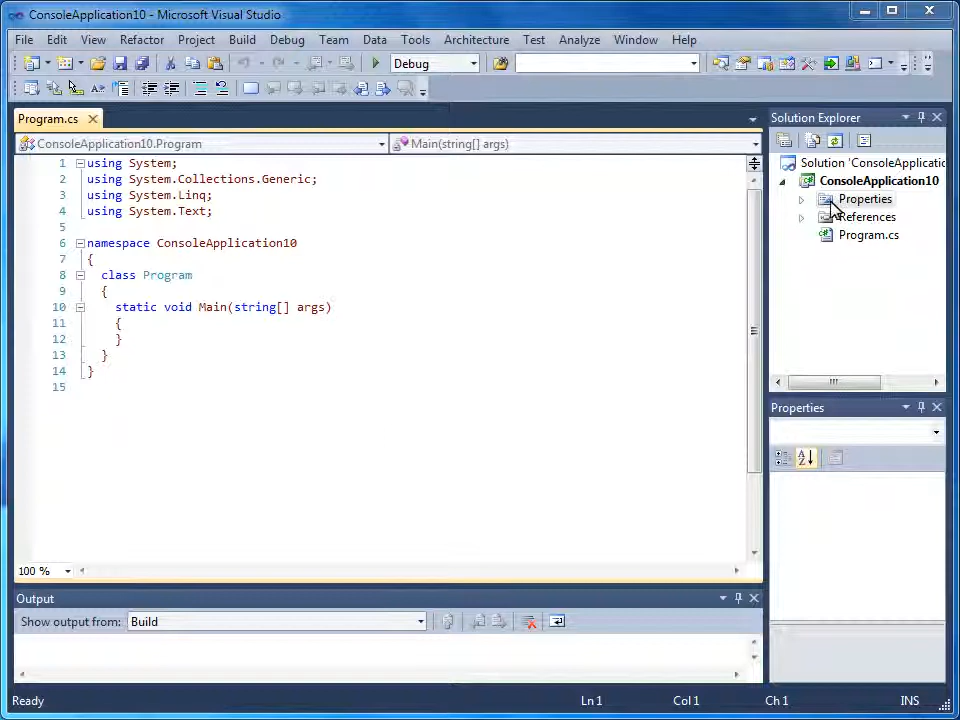 ConsoleApplication10 - Microsoft Visual Studio
File Edit View Refactor Project Build Debug Team Data Tools Architecture Test Analyze Window Help
Debug
Program.cs
ConsoleApplication10.Program
Main(string[] args)
1 using System;
2 using System.Collections.Generic;
3 using System.Linq;
4 using System.Text;
5
6 namespace ConsoleApplication10
7 {
8 class Program
9 {
10 static void Main(string[] args)
11 {
12 }
13 }
14 }
15
100 %
Solution Explorer
Solution 'ConsoleApplicatio
ConsoleApplication10
Properties
References
Program.cs
Properties
Output
Show output from: Build
Ready Ln 1 Col 1 Ch 1 INS